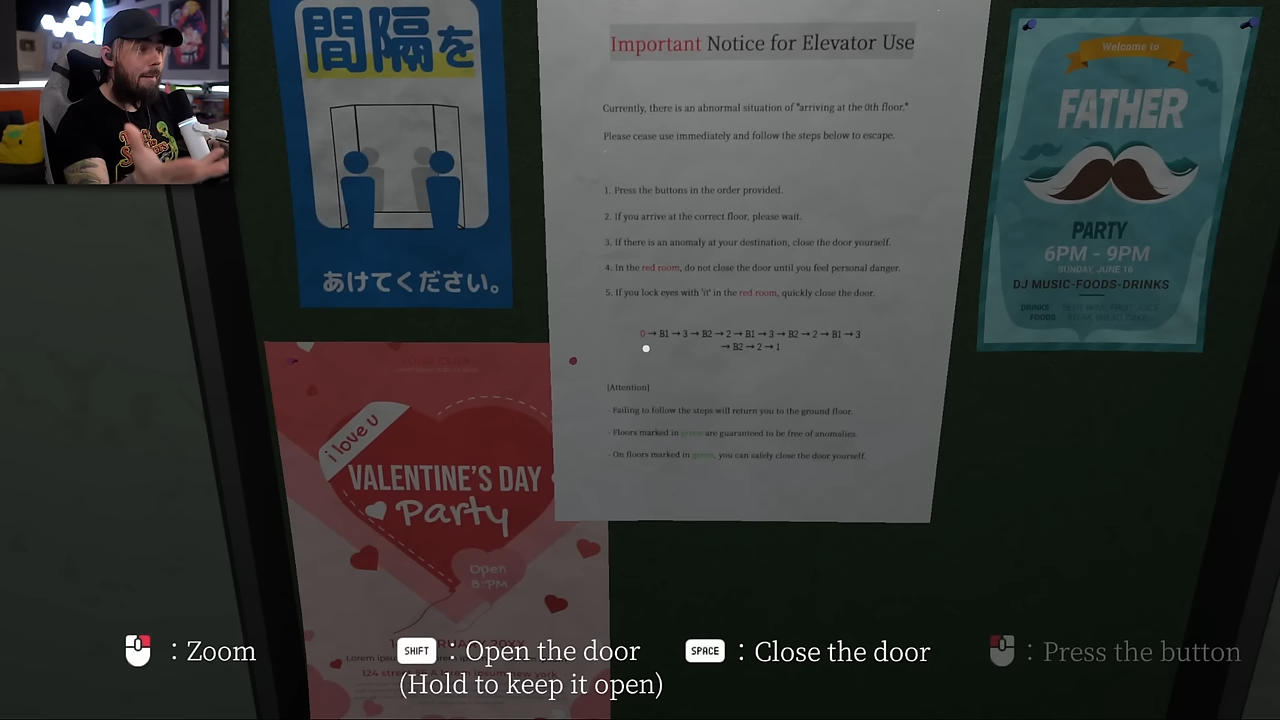 間隔を
あけてください。
Important Notice for Elevator Use
Currently, there is an abnormal situation of "arriving at the 0th floor."
Please cease use immediately and follow the steps below to escape.
1. Press the buttons in the order provided.
2. If you arrive at the correct floor, please wait.
3. If there is an anomaly at your destination, close the door yourself.
4. In the red room, do not close the door until you feel personal danger.
5. If you lock eyes with 'it' in the red room, quickly close the door.
0 → B1 → 3 → B2 → 2 → B1 → 3 → B2 → 2 → B1 → 3
→ B2 → 2 → 1
[Attention]
- Failing to follow the steps will return you to the ground floor.
- Floors marked in green are guaranteed to be free of anomalies.
- On floors marked in green, you can safely close the door yourself.
Welcome to
FATHER
PARTY
6PM - 9PM
SUNDAY, JUNE 16
DJ MUSIC-FOODS-DRINKS
DRINKS
FOODS
i love u
VALENTINE'S DAY
Party
Open
8 PM
: Zoom
SHIFT : Open the door
(Hold to keep it open)
SPACE : Close the door
: Press the button